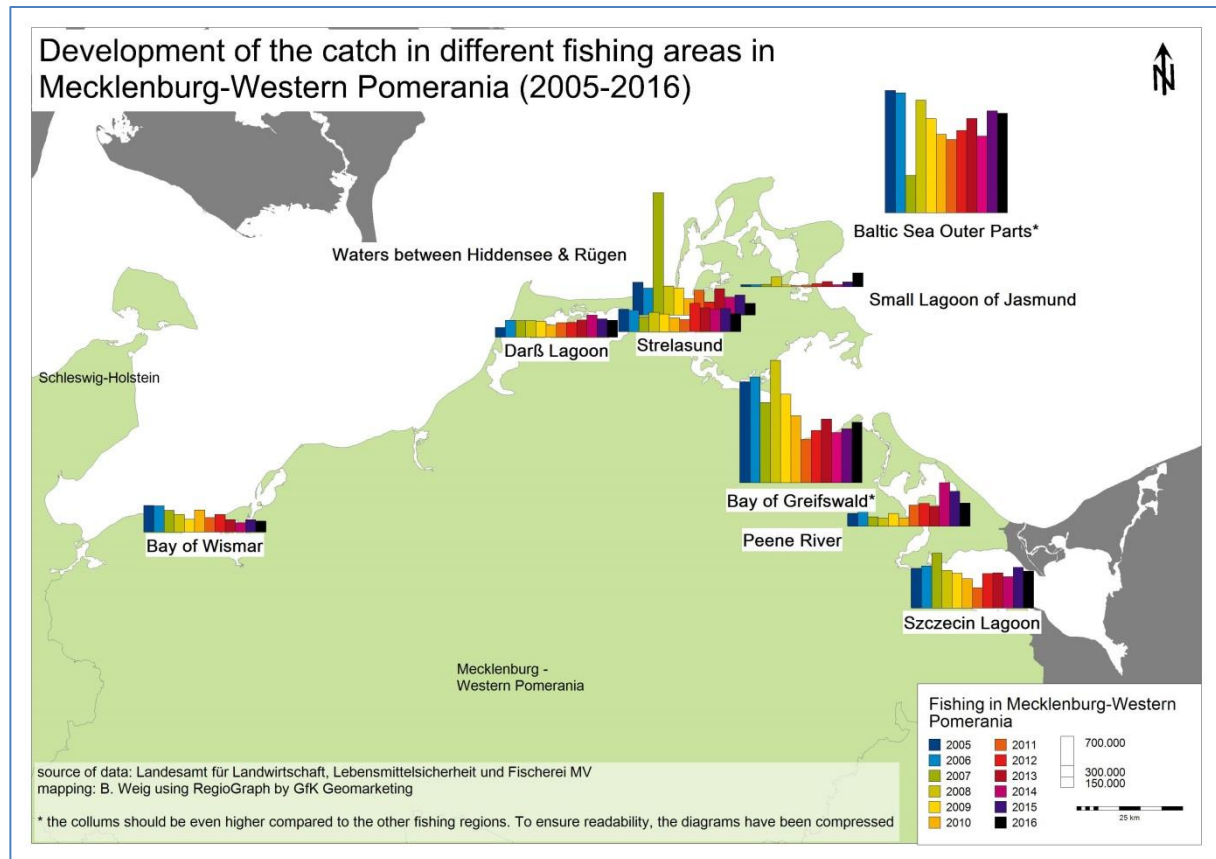 Development of the catch in different fishing areas in
Mecklenburg-Western Pomerania (2005-2016)
N
Baltic Sea Outer Parts*
Waters between Hiddensee & Rügen
Small Lagoon of Jasmund
Darß Lagoon
Strelasund
Schleswig-Holstein
Bay of Greifswald*
Peene River
Bay of Wismar
Szczecin Lagoon
Mecklenburg -
Western Pomerania
Fishing in Mecklenburg-Western
Pomerania
2005 2011
2006 2012
2007 2013
2008 2014
2009 2015
2010 2016
700.000
300.000
150.000
25 km
source of data: Landesamt für Landwirtschaft, Lebensmittelsicherheit und Fischerei MV
mapping: B. Weig using RegioGraph by GfK Geomarketing
* the collums should be even higher compared to the other fishing regions. To ensure readability, the diagrams have been compressed